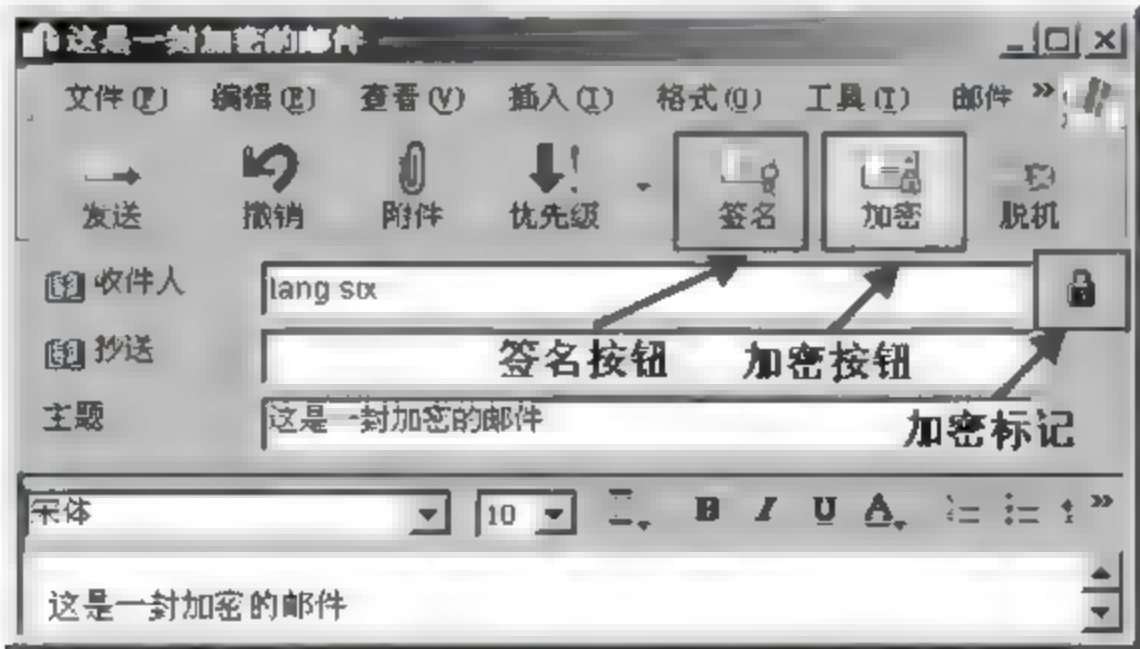 这是一封加密的邮件
文件(F) 编辑(E) 查看(V) 插入(I) 格式(O) 工具(T) 邮件 »
发送 撤销 附件 优先级 签名 加密 脱机
收件人 lang six
抄送
签名按钮 加密按钮
主题 这是一封加密的邮件
加密标记
宋体 10 B I U A »
这是一封加密的邮件